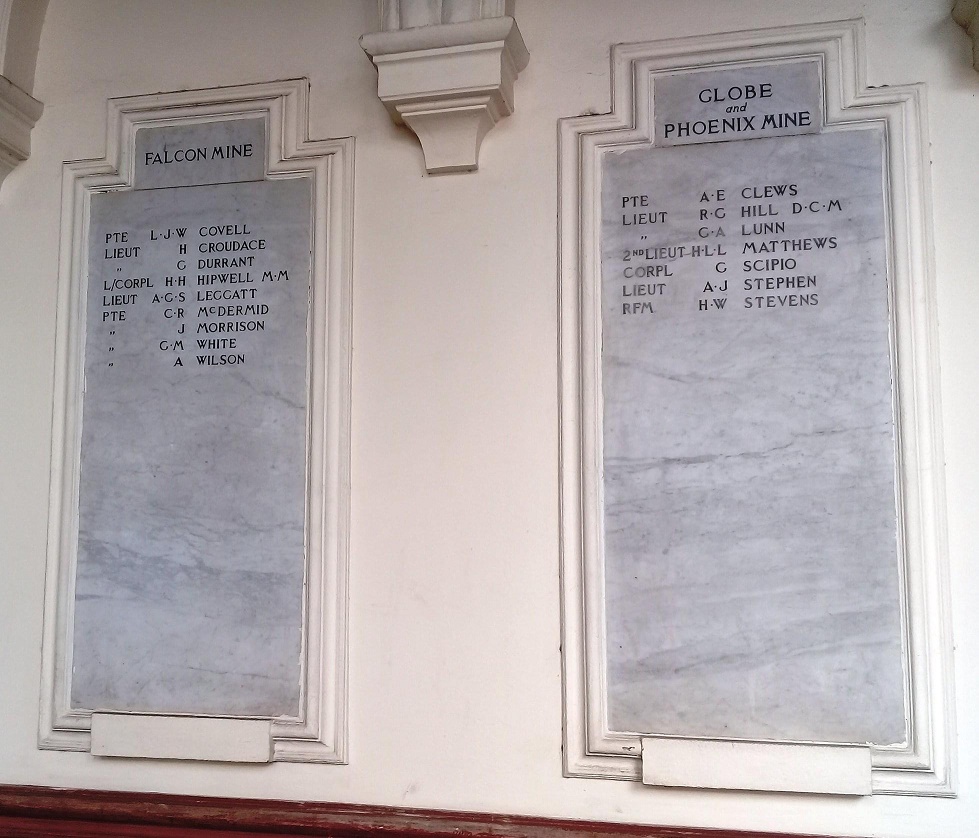 FALCON MINE
PTE L·J·W COVELL
LIEUT H CROUDACE
„ G DURRANT
L/CORPL H·H HIPWELL M·M
LIEUT A·G·S LEGGATT
PTE C·R McDERMID
„ J MORRISON
„ G·M WHITE
„ A WILSON
GLOBE
and
PHOENIX MINE
PTE A·E CLEWS
LIEUT R·G HILL D·C·M
„ G·A LUNN
2ND LIEUT H·L·L MATTHEWS
CORPL G SCIPIO
LIEUT A·J STEPHEN
RFM H·W STEVENS